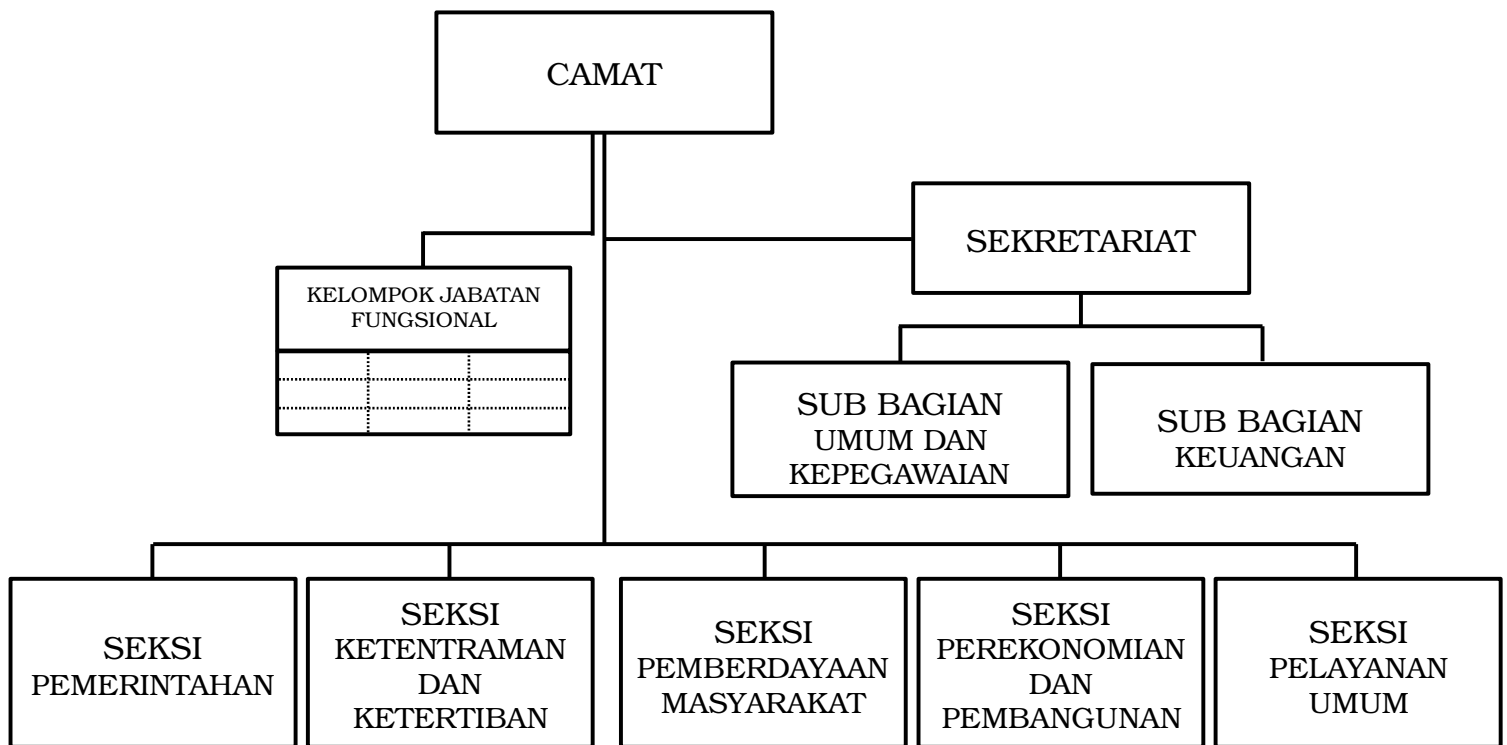 CAMAT
SEKRETARIAT
KELOMPOK JABATAN
FUNGSIONAL
SUB BAGIAN
UMUM DAN
KEPEGAWAIAN
SUB BAGIAN
KEUANGAN
SEKSI
PEMERINTAHAN
SEKSI
KETENTRAMAN
DAN
KETERTIBAN
SEKSI
PEMBERDAYAAN
MASYARAKAT
SEKSI
PEREKONOMIAN
DAN
PEMBANGUNAN
SEKSI
PELAYANAN
UMUM